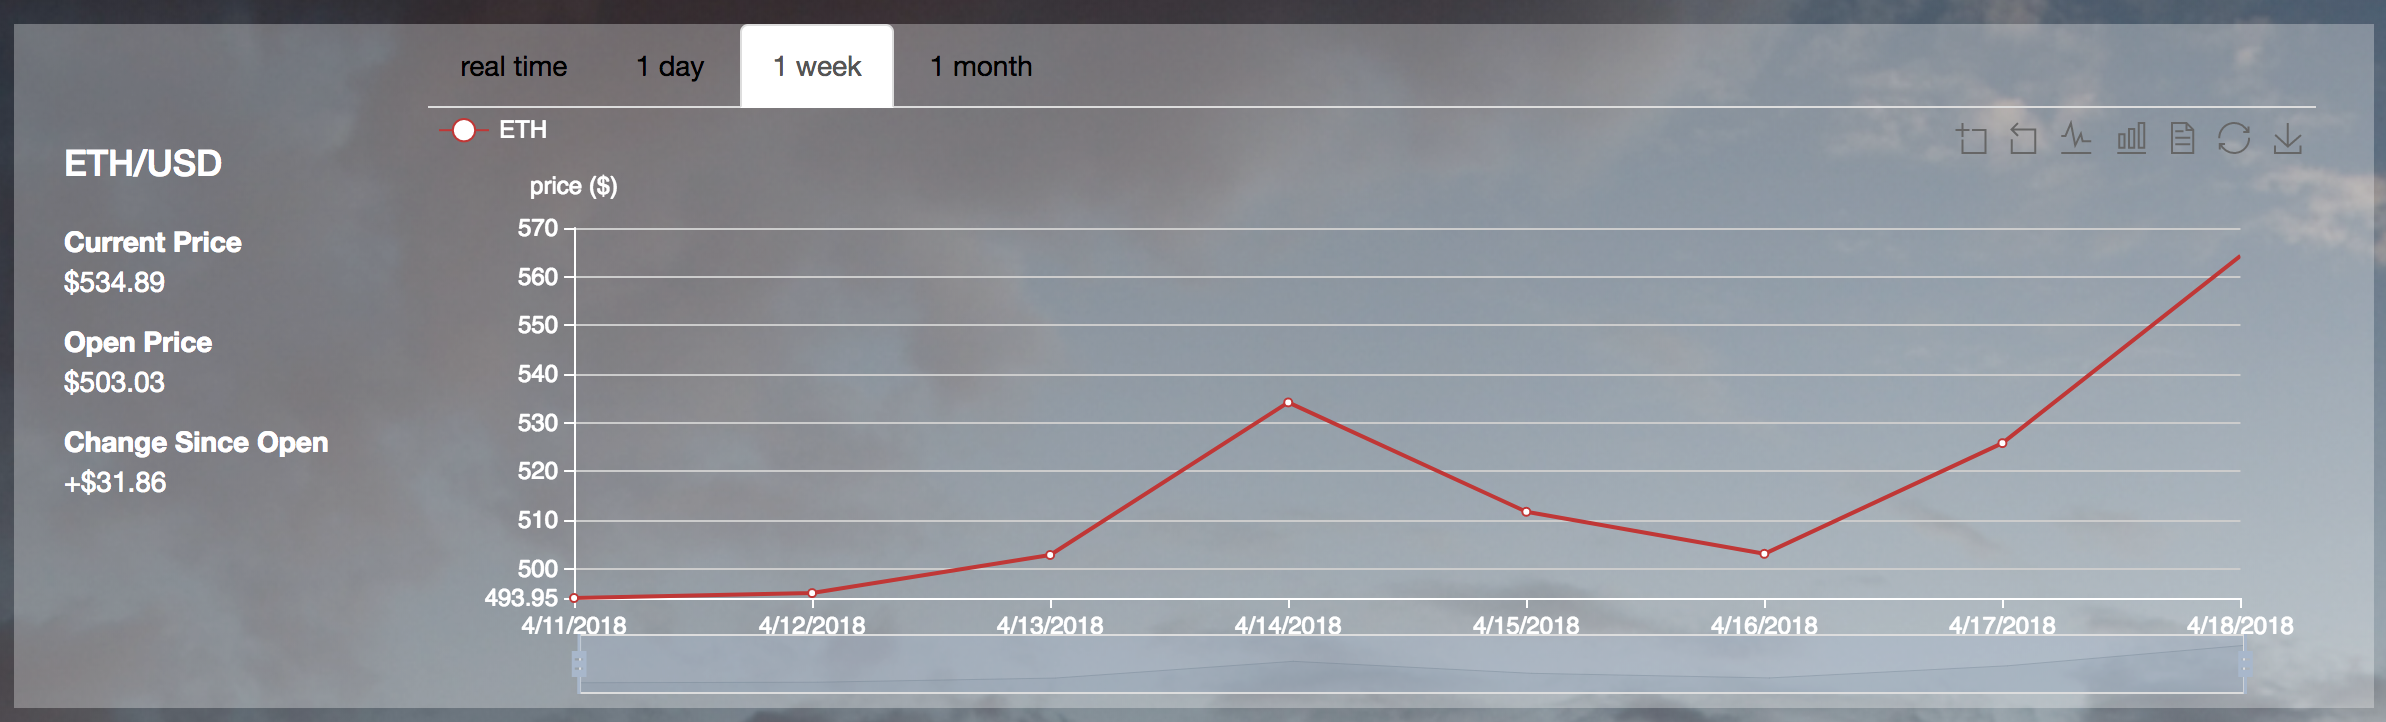 real time 1 day 1 week 1 month
ETH
ETH/USD
Current Price
$534.89
Open Price
$503.03
Change Since Open
+$31.86
price ($)
570
560
550
540
530
520
510
500
493.95
4/11/2018 4/12/2018 4/13/2018 4/14/2018 4/15/2018 4/16/2018 4/17/2018 4/18/2018